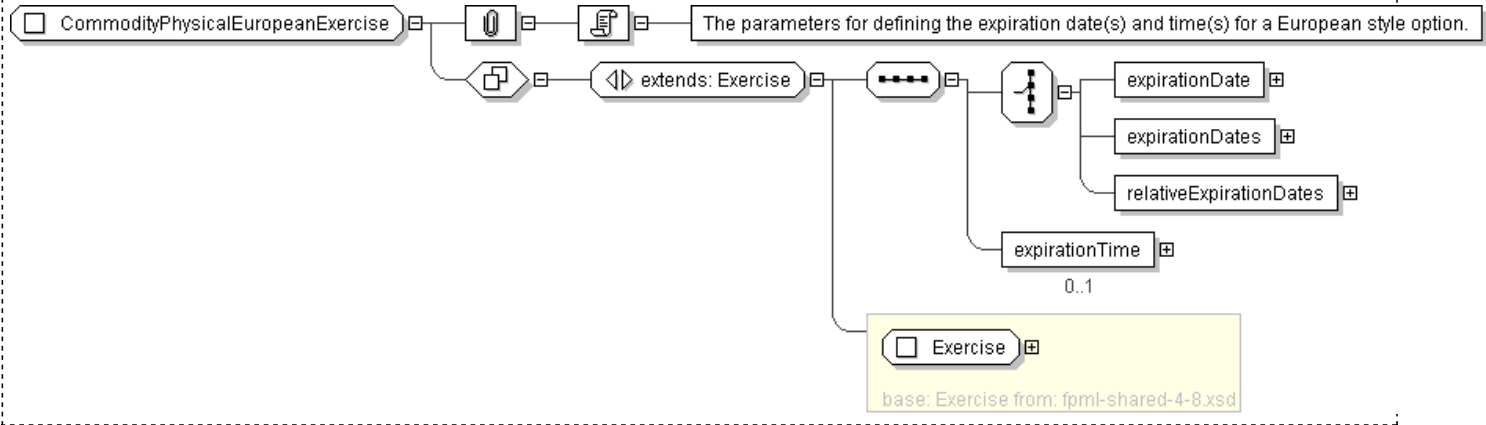 CommodityPhysicalEuropeanExercise
The parameters for defining the expiration date(s) and time(s) for a European style option.
extends: Exercise
expirationDate
expirationDates
relativeExpirationDates
expirationTime
0..1
Exercise
base: Exercise from: fpml-shared-4-8.xsd